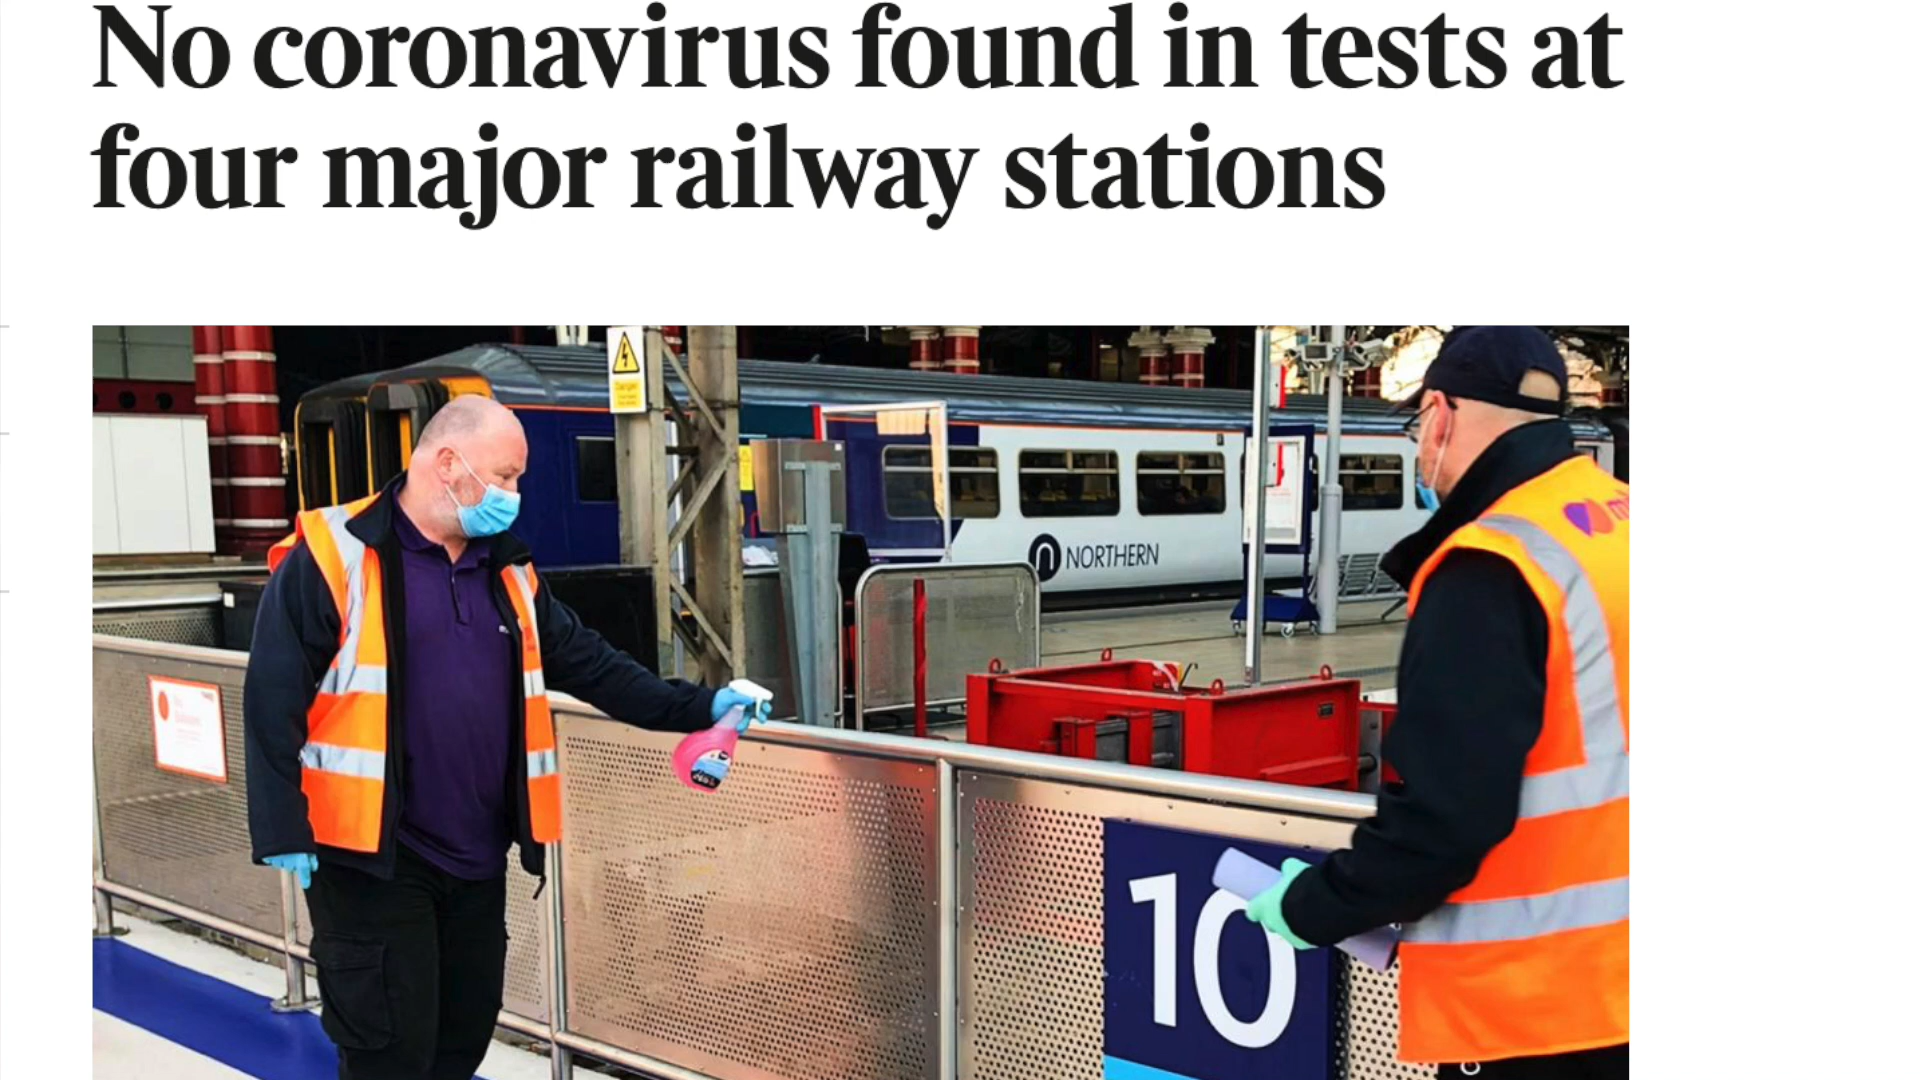 No coronavirus found in tests at
four major railway stations
NORTHERN
10